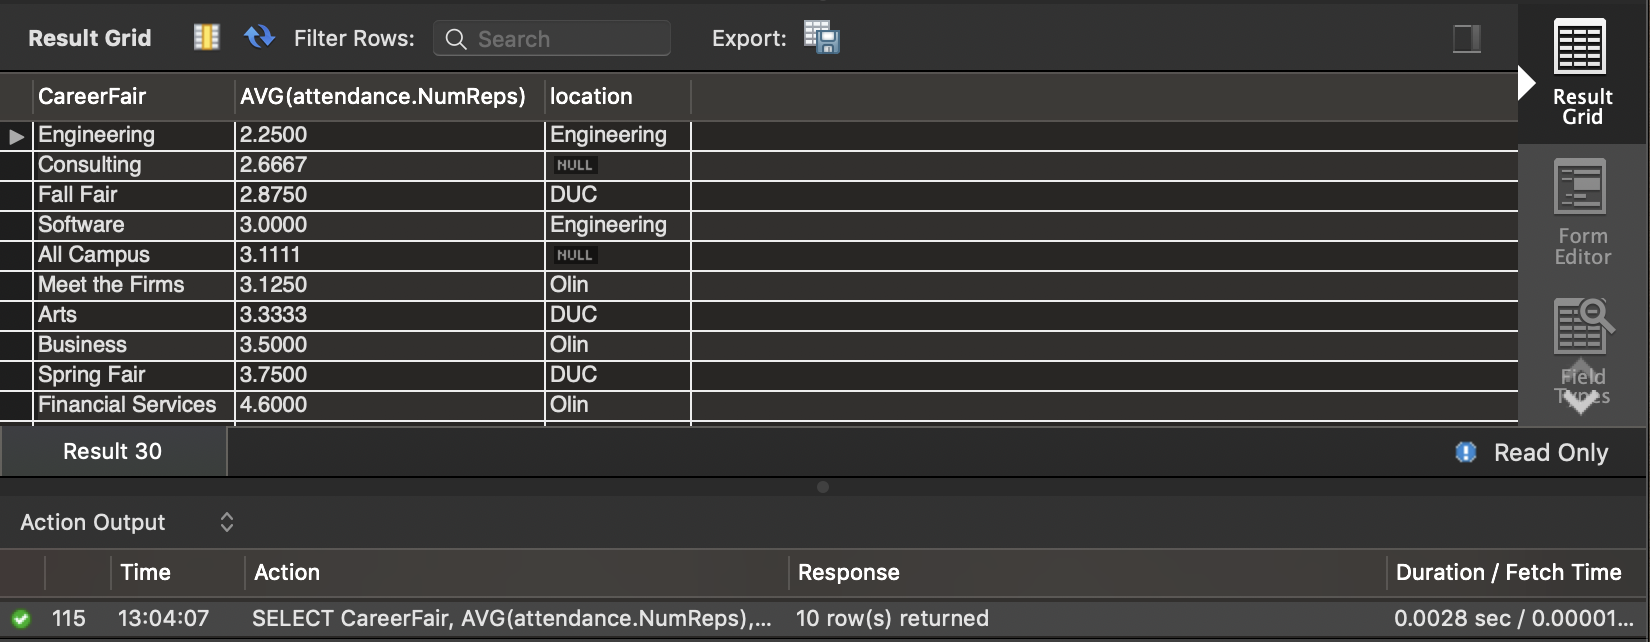 Result Grid Filter Rows: Search Export:
CareerFair AVG(attendance.NumReps) location
Engineering 2.2500 Engineering
Consulting 2.6667 NULL
Fall Fair 2.8750 DUC
Software 3.0000 Engineering
All Campus 3.1111 NULL
Meet the Firms 3.1250 Olin
Arts 3.3333 DUC
Business 3.5000 Olin
Spring Fair 3.7500 DUC
Financial Services 4.6000 Olin
Result
Grid
Form
Editor
Field
Types
Result 30 Read Only
Action Output
Time Action Response Duration / Fetch Time
115 13:04:07 SELECT CareerFair, AVG(attendance.NumReps),... 10 row(s) returned 0.0028 sec / 0.00001...